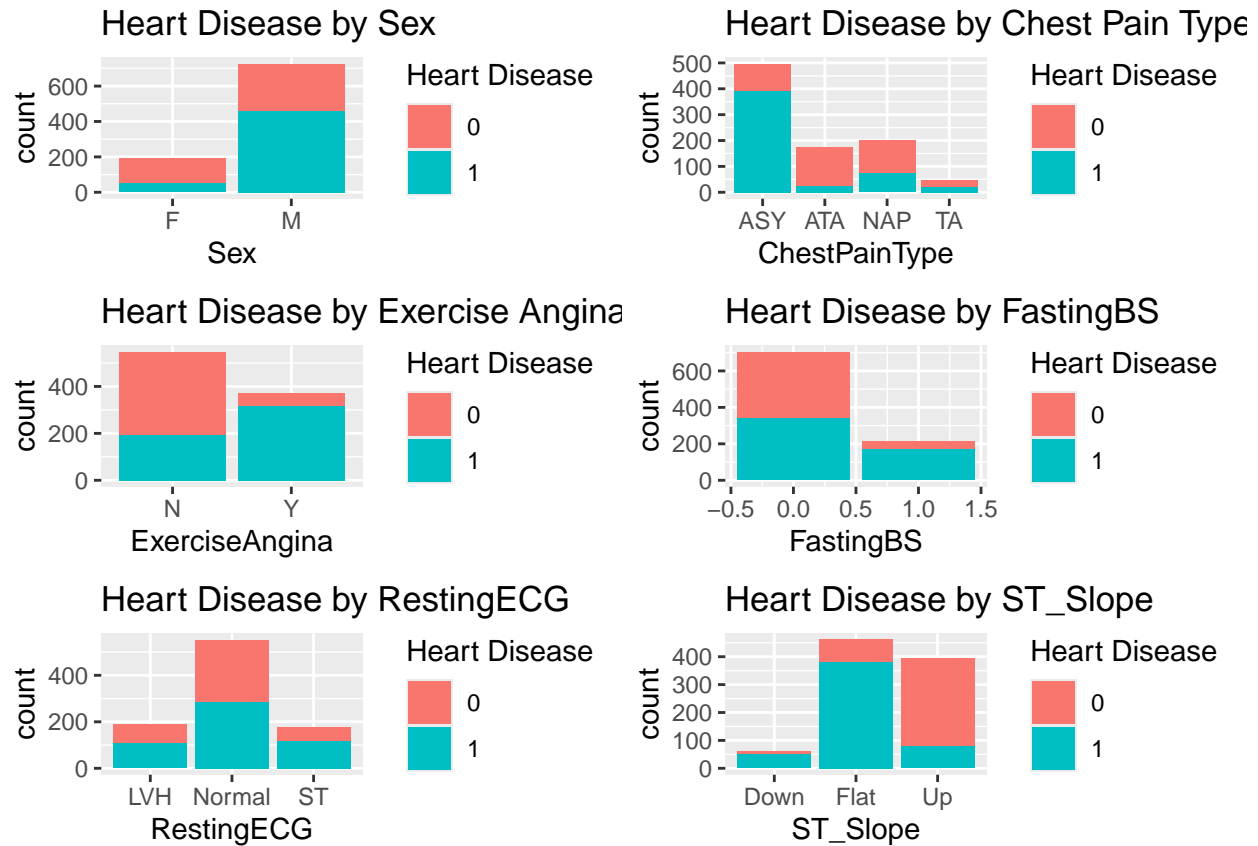 Heart Disease by Sex
count
600
400
200
0
F M
Sex
Heart Disease
0
1
Heart Disease by Chest Pain Type
count
500
400
300
200
100
0
ASY ATA NAP TA
ChestPainType
Heart Disease
0
1
Heart Disease by Exercise Angina
count
400
200
0
N Y
ExerciseAngina
Heart Disease
0
1
Heart Disease by FastingBS
count
600
400
200
0
−0.5 0.0 0.5 1.0 1.5
FastingBS
Heart Disease
0
1
Heart Disease by RestingECG
count
400
200
0
LVH Normal ST
RestingECG
Heart Disease
0
1
Heart Disease by ST_Slope
count
400
300
200
100
0
Down Flat Up
ST_Slope
Heart Disease
0
1